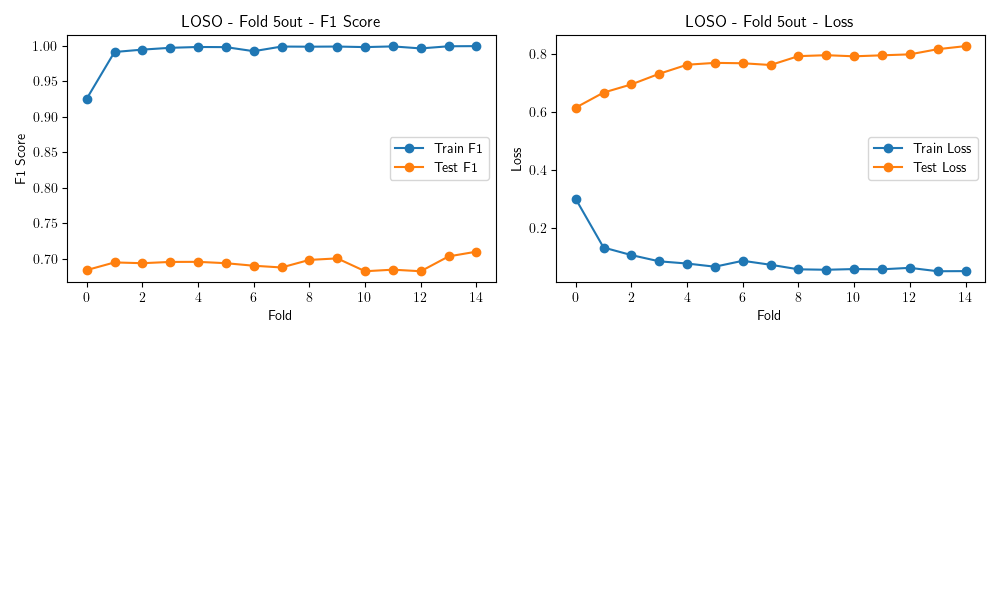 LOSO - Fold 5out - F1 Score
F1 Score
1.00
0.95
0.90
0.85
0.80
0.75
0.70
Train F1
Test F1
0 2 4 6 8 10 12 14
Fold
LOSO - Fold 5out - Loss
Loss
0.8
0.6
0.4
0.2
Train Loss
Test Loss
0 2 4 6 8 10 12 14
Fold